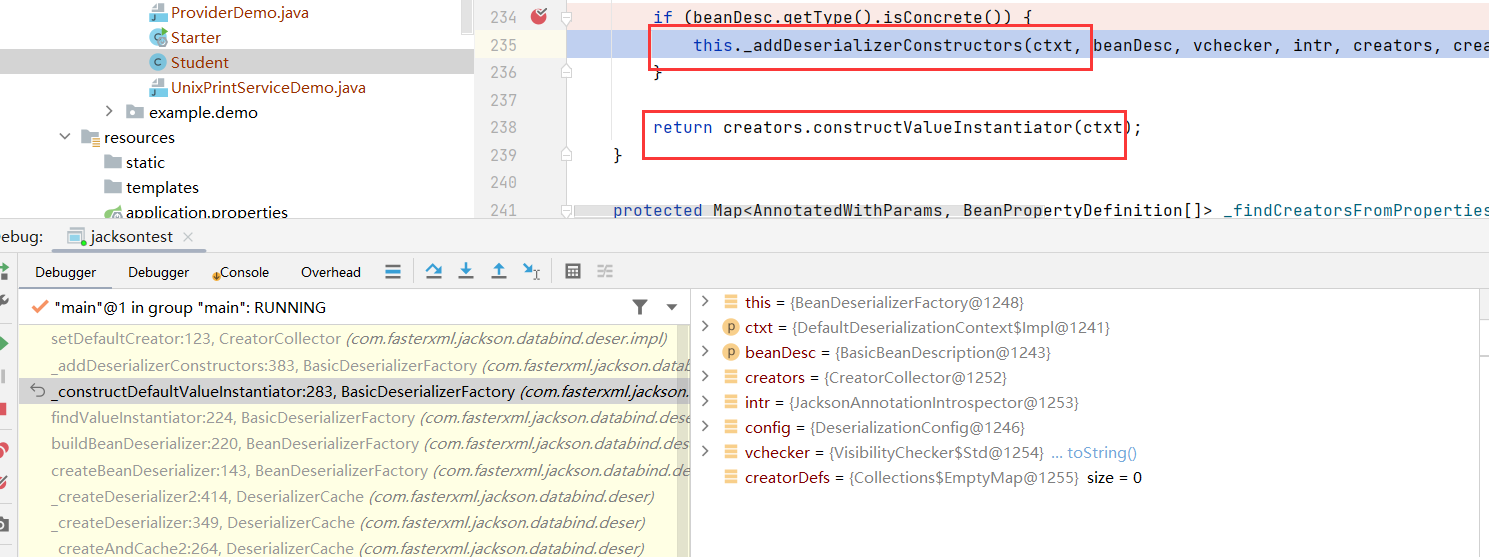 ProviderDemo.java
Starter
Student
UnixPrintServiceDemo.java
example.demo
resources
static
templates
application.properties
234 if (beanDesc.getType().isConcrete()) {
235 this._addDeserializerConstructors(ctxt, beanDesc, vchecker, intr, creators, crea
236 }
237
238 return creators.constructValueInstantiator(ctxt);
239 }
240
241 protected Map<AnnotatedWithParams, BeanPropertyDefinition[]> _findCreatorsFromProperties
ebug: jacksontest
Debugger Debugger Console Overhead
"main"@1 in group "main": RUNNING
setDefaultCreator:123, CreatorCollector (com.fasterxml.jackson.databind.deser.impl)
_addDeserializerConstructors:383, BasicDeserializerFactory (com.fasterxml.jackson.datab
_constructDefaultValueInstantiator:283, BasicDeserializerFactory (com.fasterxml.jackson.
findValueInstantiator:224, BasicDeserializerFactory (com.fasterxml.jackson.databind.deser
buildBeanDeserializer:220, BeanDeserializerFactory (com.fasterxml.jackson.databind.des
createBeanDeserializer:143, BeanDeserializerFactory (com.fasterxml.jackson.databind.de
_createDeserializer2:414, DeserializerCache (com.fasterxml.jackson.databind.deser)
_createDeserializer:349, DeserializerCache (com.fasterxml.jackson.databind.deser)
_createAndCache2:264, DeserializerCache (com.fasterxml.jackson.databind.deser)
this = {BeanDeserializerFactory@1248}
ctxt = {DefaultDeserializationContext$Impl@1241}
beanDesc = {BasicBeanDescription@1243}
creators = {CreatorCollector@1252}
intr = {JacksonAnnotationIntrospector@1253}
config = {DeserializationConfig@1246}
vchecker = {VisibilityChecker$Std@1254} ... toString()
creatorDefs = {Collections$EmptyMap@1255} size = 0